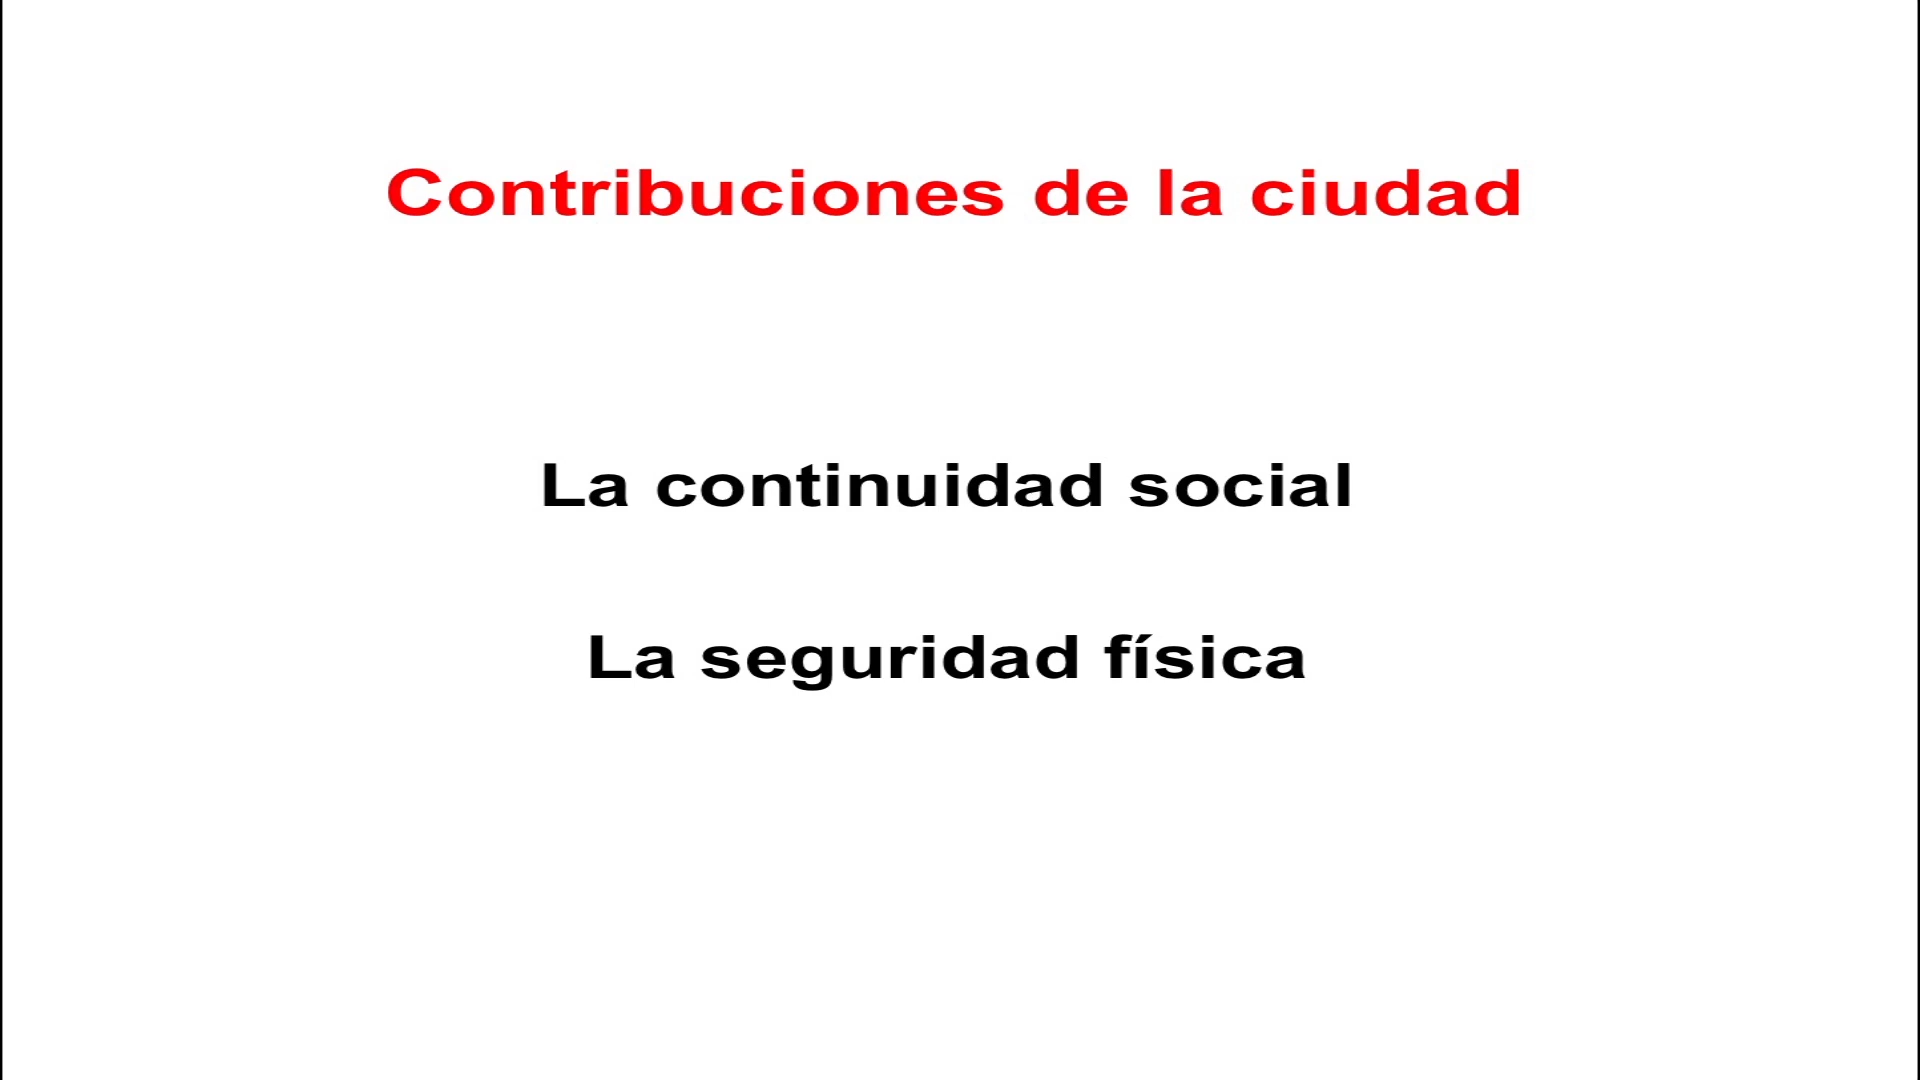 Contribuciones de la ciudad
La continuidad social
La seguridad física